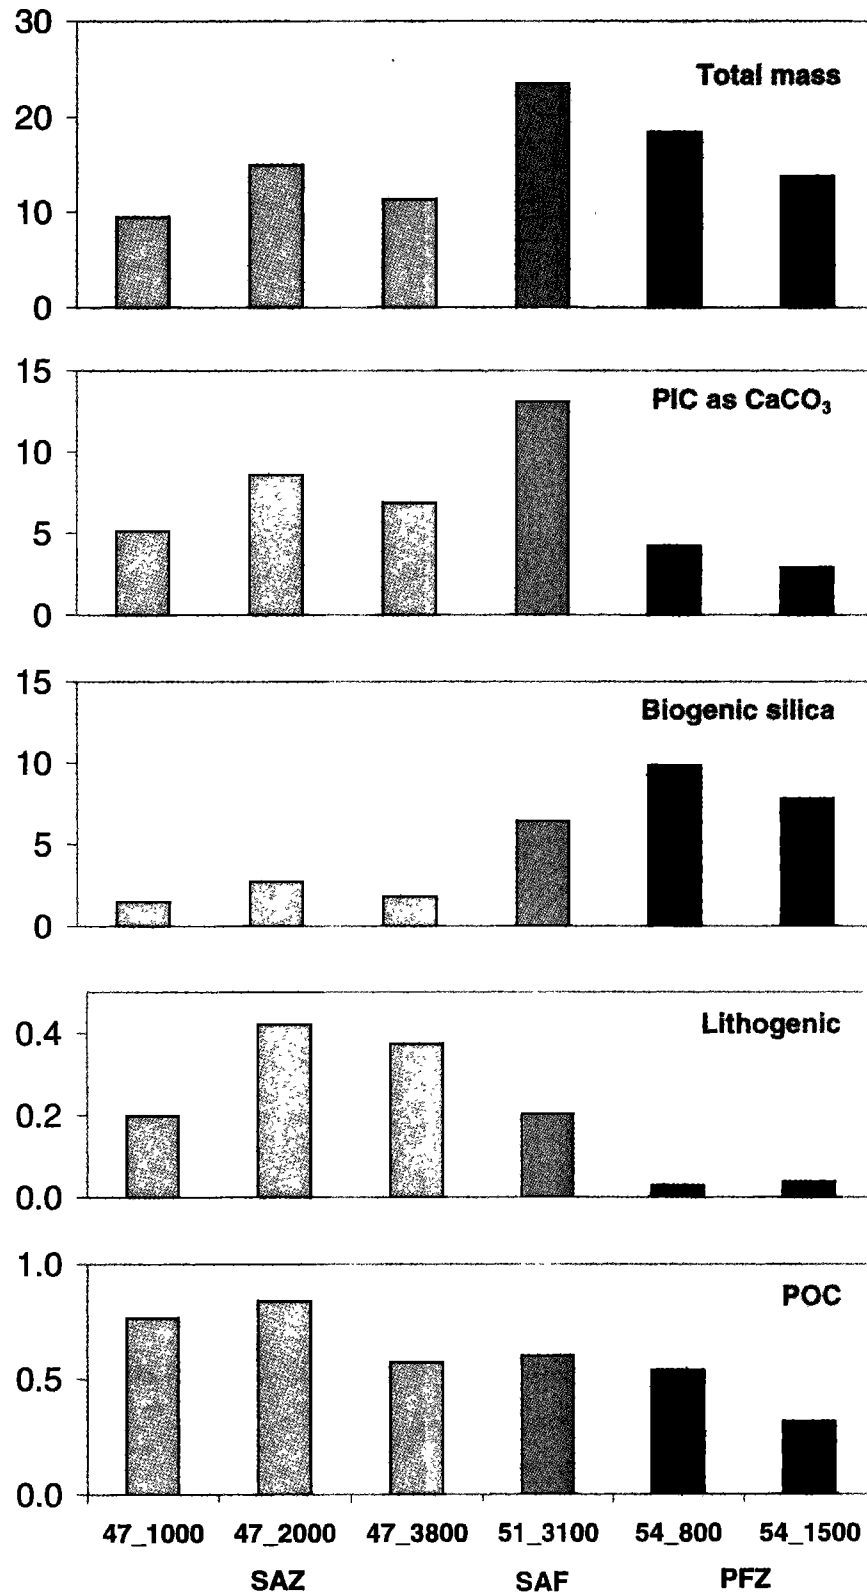 30
Total mass
20
10
0
15
PIC as CaCO₃
10
5
0
15
Biogenic silica
10
5
0
Lithogenic
0.4
0.2
0.0
1.0
POC
0.5
0.0
47_1000 47_2000 47_3800 51_3100 54_800 54_1500
SAZ SAF PFZ